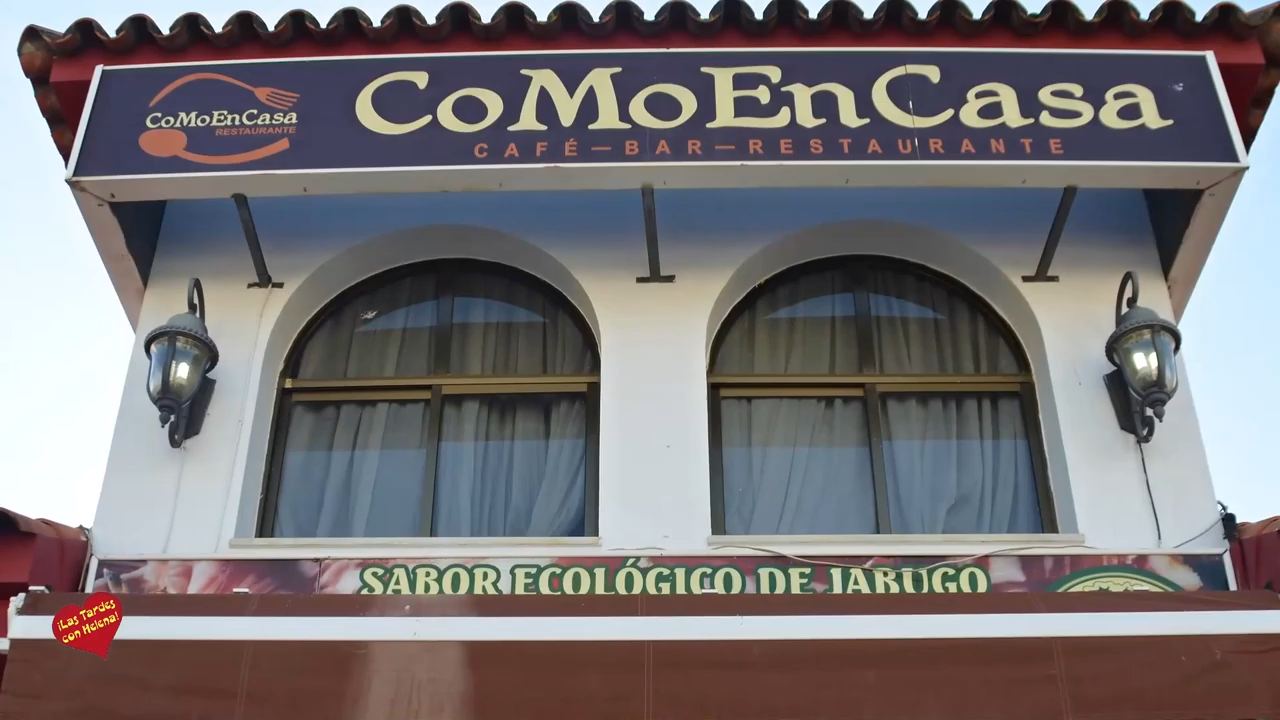 CoMoEnCasa
RESTAURANTE
CoMoEnCasa
CAFÉ—BAR—RESTAURANTE
SABOR ECOLÓGICO DE JABUGO
¡Las Tardes
con Helena!